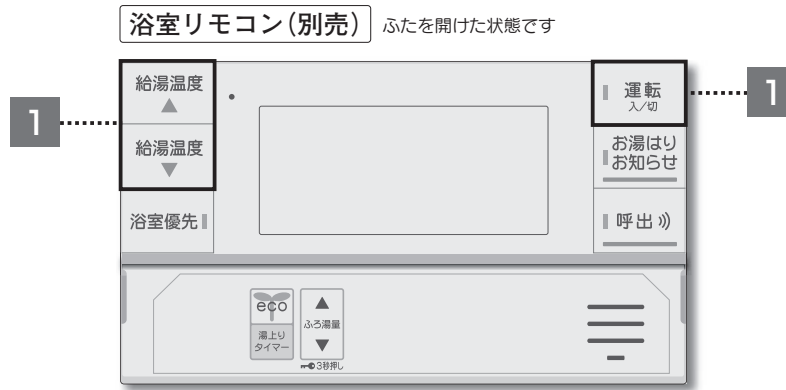 浴室リモコン(別売) ふたを開けた状態です
給湯温度
▲
給湯温度
▼
浴室優先
1
運転
入/切
1
お湯はり
お知らせ
呼出
eco
湯上り
タイマー
▲
ふろ湯量
▼
3秒押し